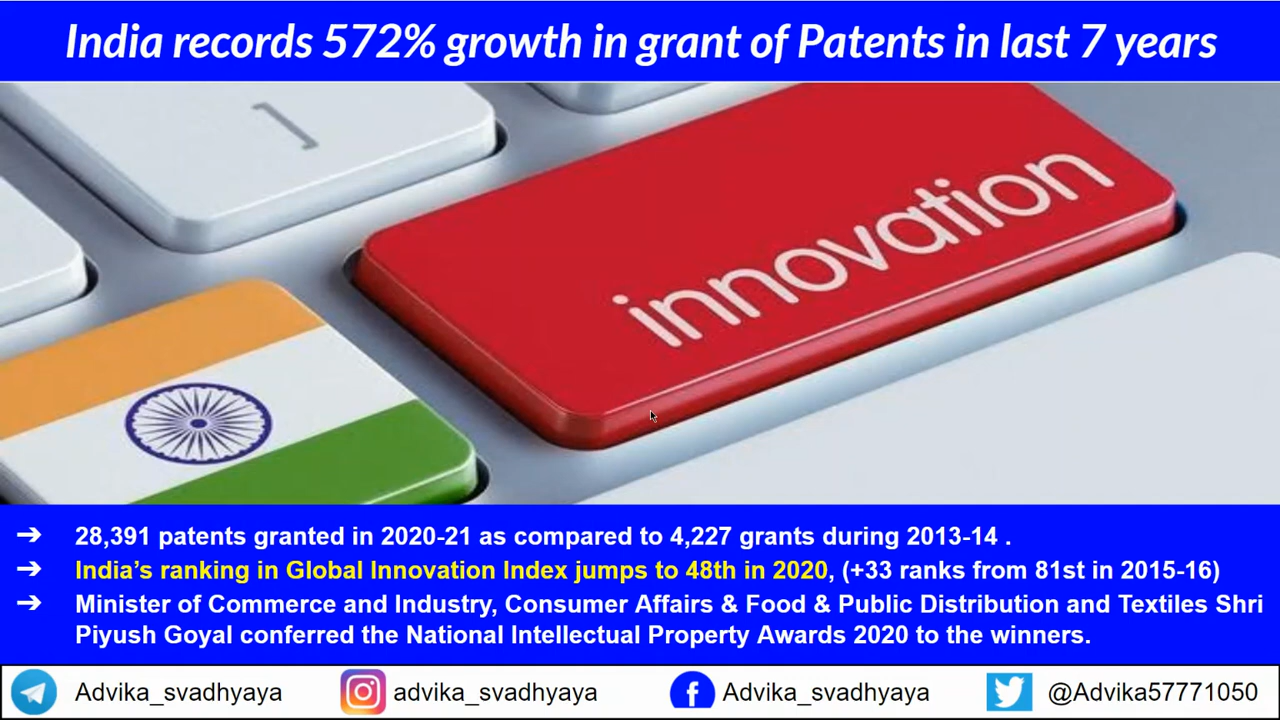 India records 572% growth in grant of Patents in last 7 years
innovation
➔ 28,391 patents granted in 2020-21 as compared to 4,227 grants during 2013-14 .
➔ India’s ranking in Global Innovation Index jumps to 48th in 2020, (+33 ranks from 81st in 2015-16)
➔ Minister of Commerce and Industry, Consumer Affairs & Food & Public Distribution and Textiles Shri
Piyush Goyal conferred the National Intellectual Property Awards 2020 to the winners.
Advika_svadhyaya advika_svadhyaya Advika_svadhyaya @Advika57771050